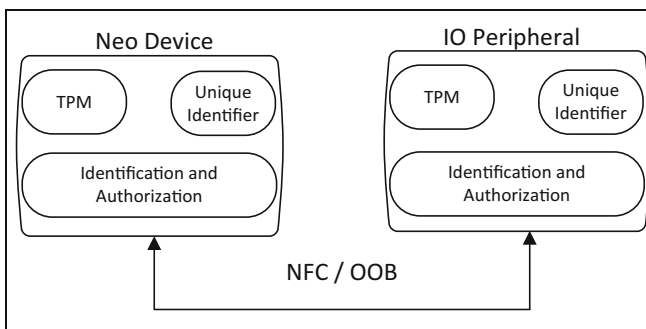 Neo Device
IO Peripheral
TPM
Unique
Identifier
TPM
Unique
Identifier
Identification and
Authorization
Identification and
Authorization
NFC / OOB